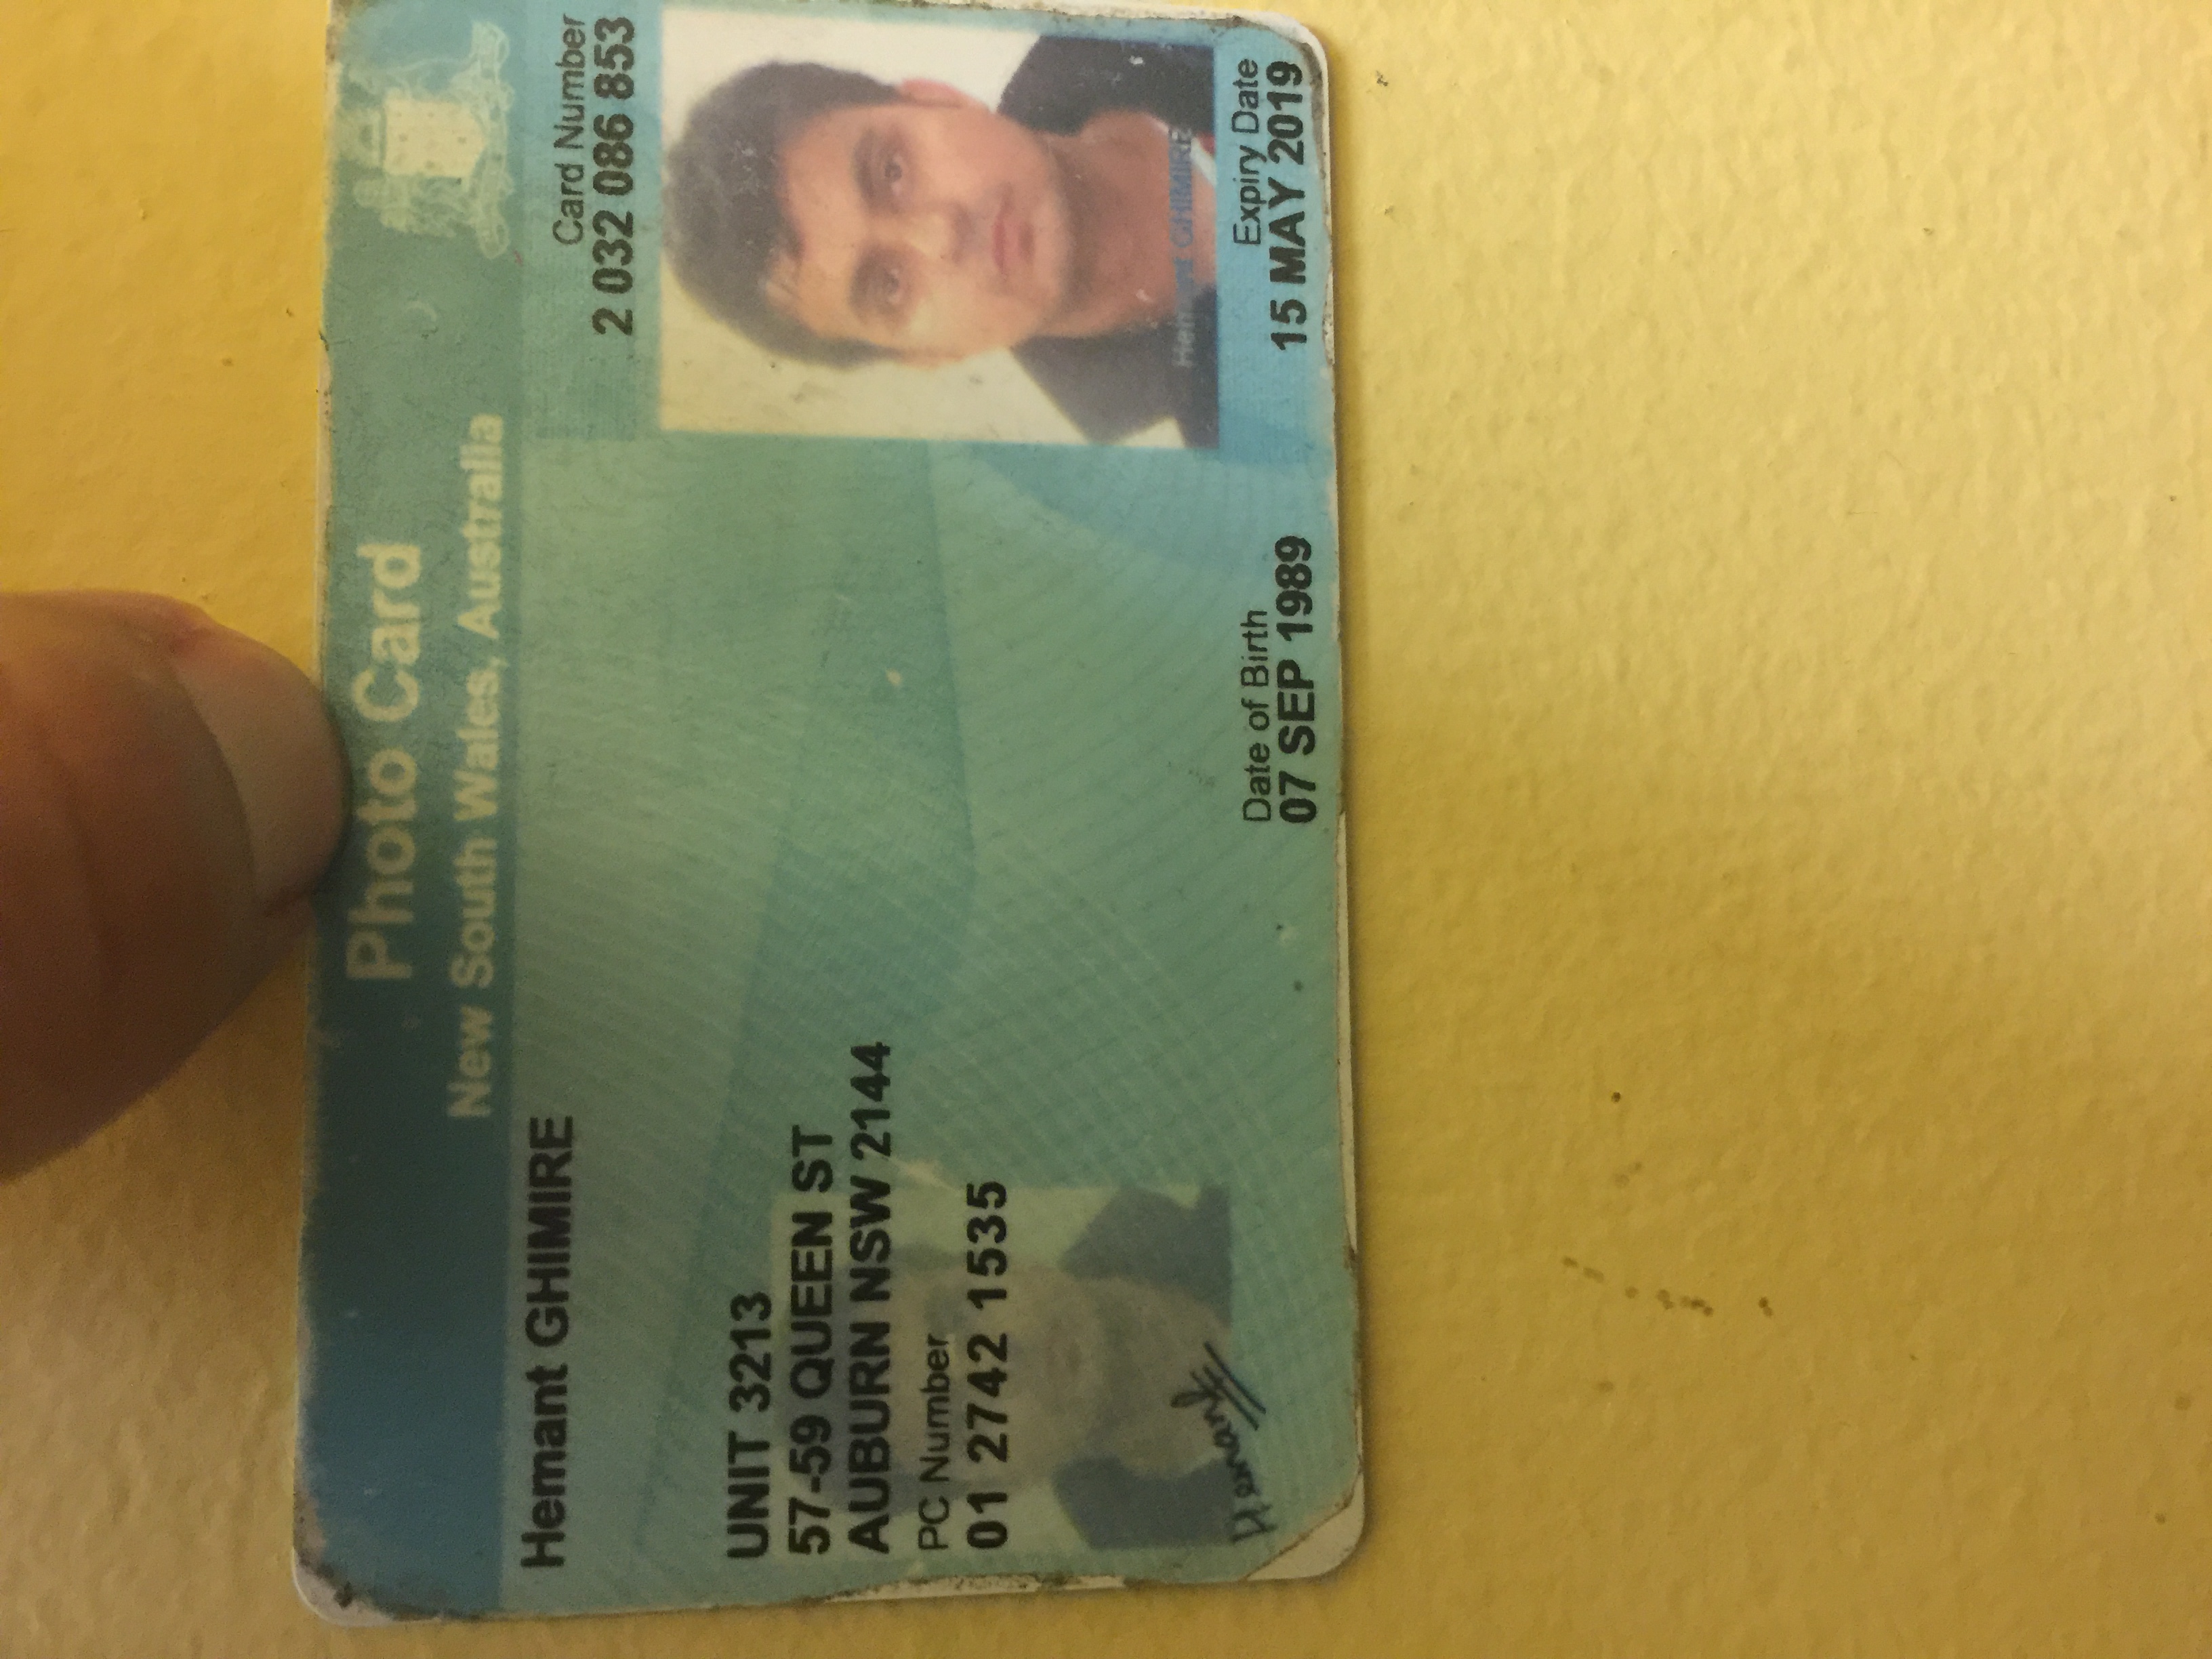 Photo Card
New South Wales, Australia
Hemant GHIMIRE
Card Number
2 032 086 853
UNIT 3213
57-59 QUEEN ST
AUBURN NSW 2144
PC Number
01 2742 1535
Hemant GHIMIRE
Hemant
Date of Birth
07 SEP 1989
Expiry Date
15 MAY 2019